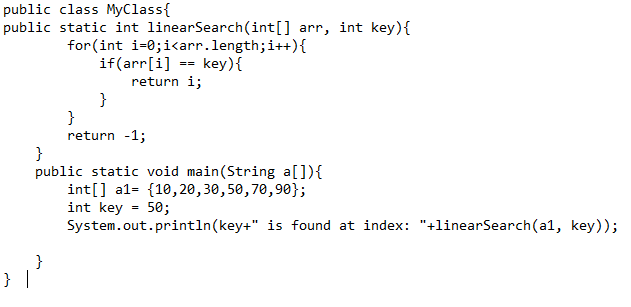 public class MyClass{
public static int linearSearch(int[] arr, int key){
        for(int i=0;i<arr.length;i++){
            if(arr[i] == key){
                return i;
            }
        }
        return -1;
    }
    public static void main(String a[]){
        int[] a1= {10,20,30,50,70,90};
        int key = 50;
        System.out.println(key+" is found at index: "+linearSearch(a1, key));

    }
}